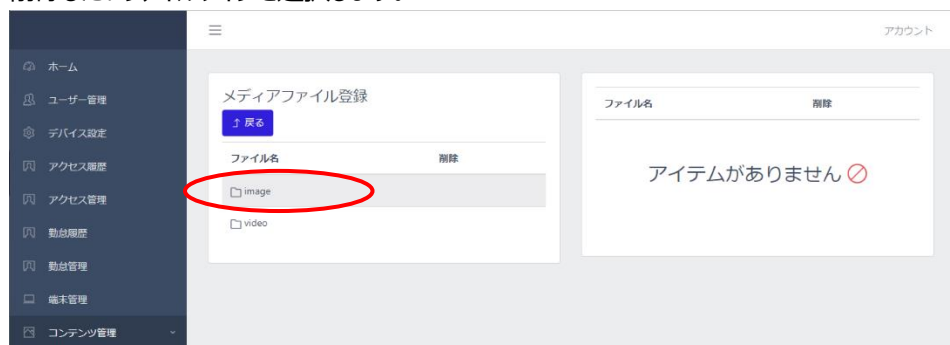 アカウント
ホーム
ユーザー管理
デバイス設定
アクセス履歴
アクセス管理
勤怠履歴
勤怠管理
端末管理
コンテンツ管理
メディアファイル登録
戻る
ファイル名 削除
image
video
ファイル名 削除
アイテムがありません